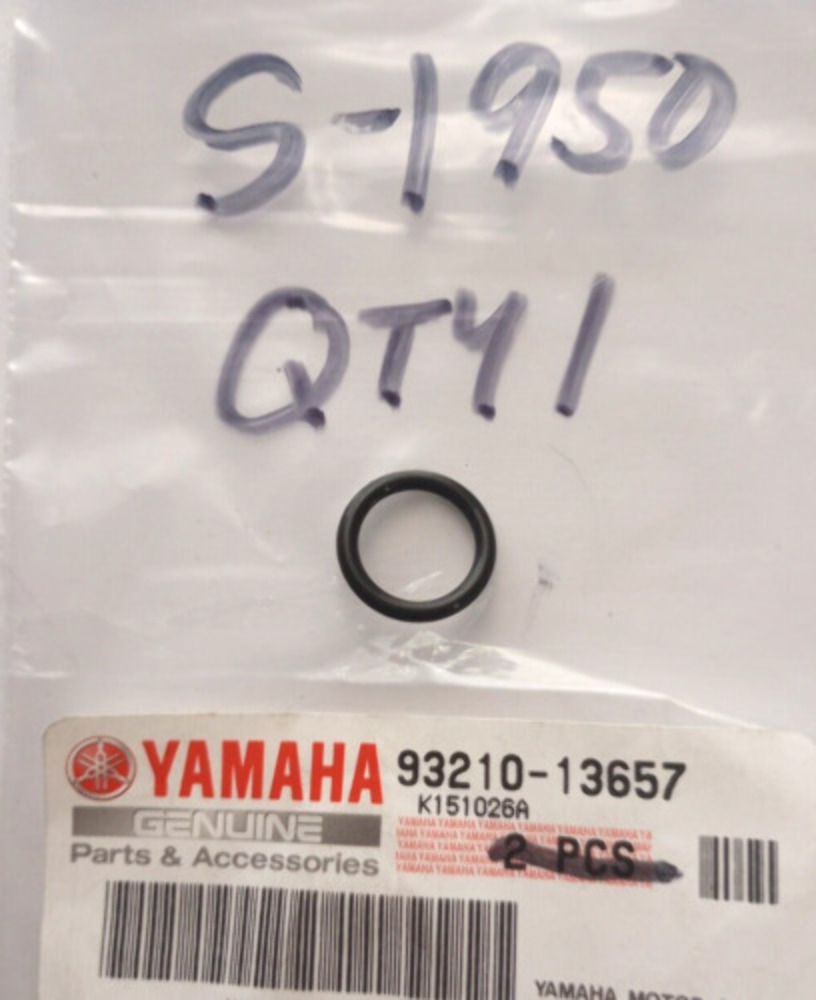 S-1950
QTY 1
YAMAHA 93210-13657
K151026A
GENUINE
Parts & Accessories
2 PCS
YAMAHA MOTOR